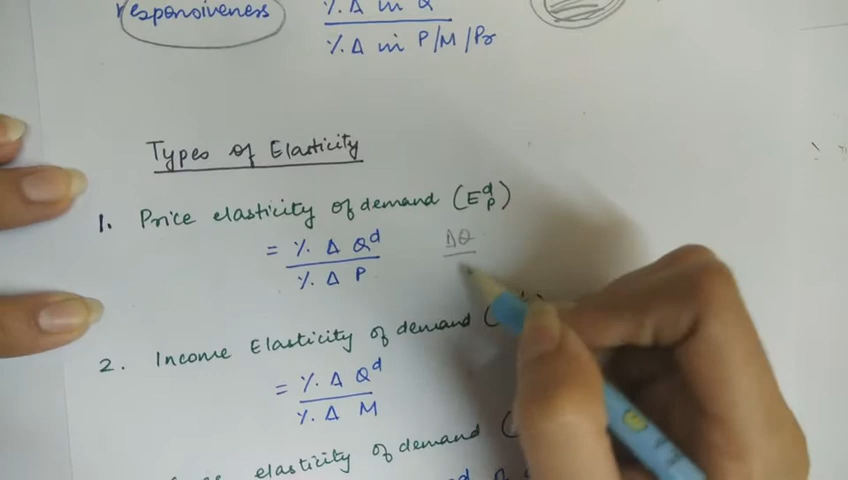 responsiveness
% Δ in Q
% Δ in P/M/Pr
Types of Elasticity
1. Price elasticity of demand (E^d_P)
= % Δ Q^d
% Δ P
ΔQ
2. Income Elasticity of demand (
= % Δ Q^d
% Δ M
elasticity of demand (